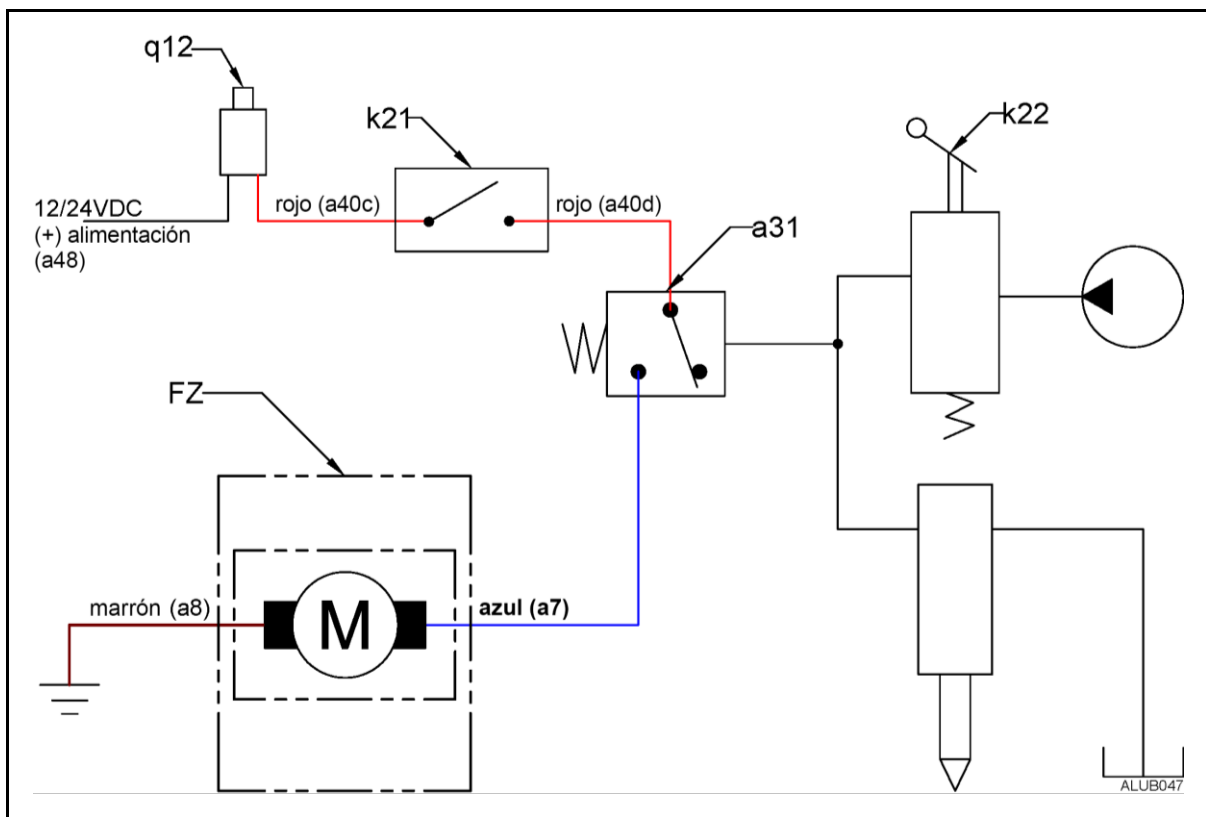 q12
k21
k22
rojo (a40c)
rojo (a40d)
12/24VDC
(+) alimentación
(a48)
a31
FZ
marrón (a8)
M
azul (a7)
ALUB047